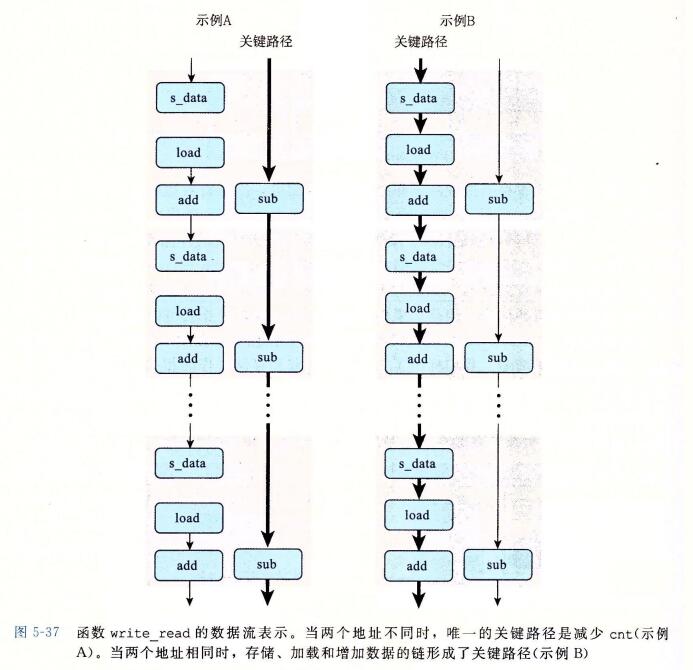 示例A
示例B
关键路径
关键路径
s_data
s_data
load
load
add
sub
add
sub
s_data
s_data
load
load
add
sub
add
sub
s_data
s_data
load
load
add
sub
add
sub
图 5-37 函数 write_read 的数据流表示。当两个地址不同时，唯一的关键路径是减少 cnt(示例
A)。当两个地址相同时，存储、加载和增加数据的链形成了关键路径(示例 B)